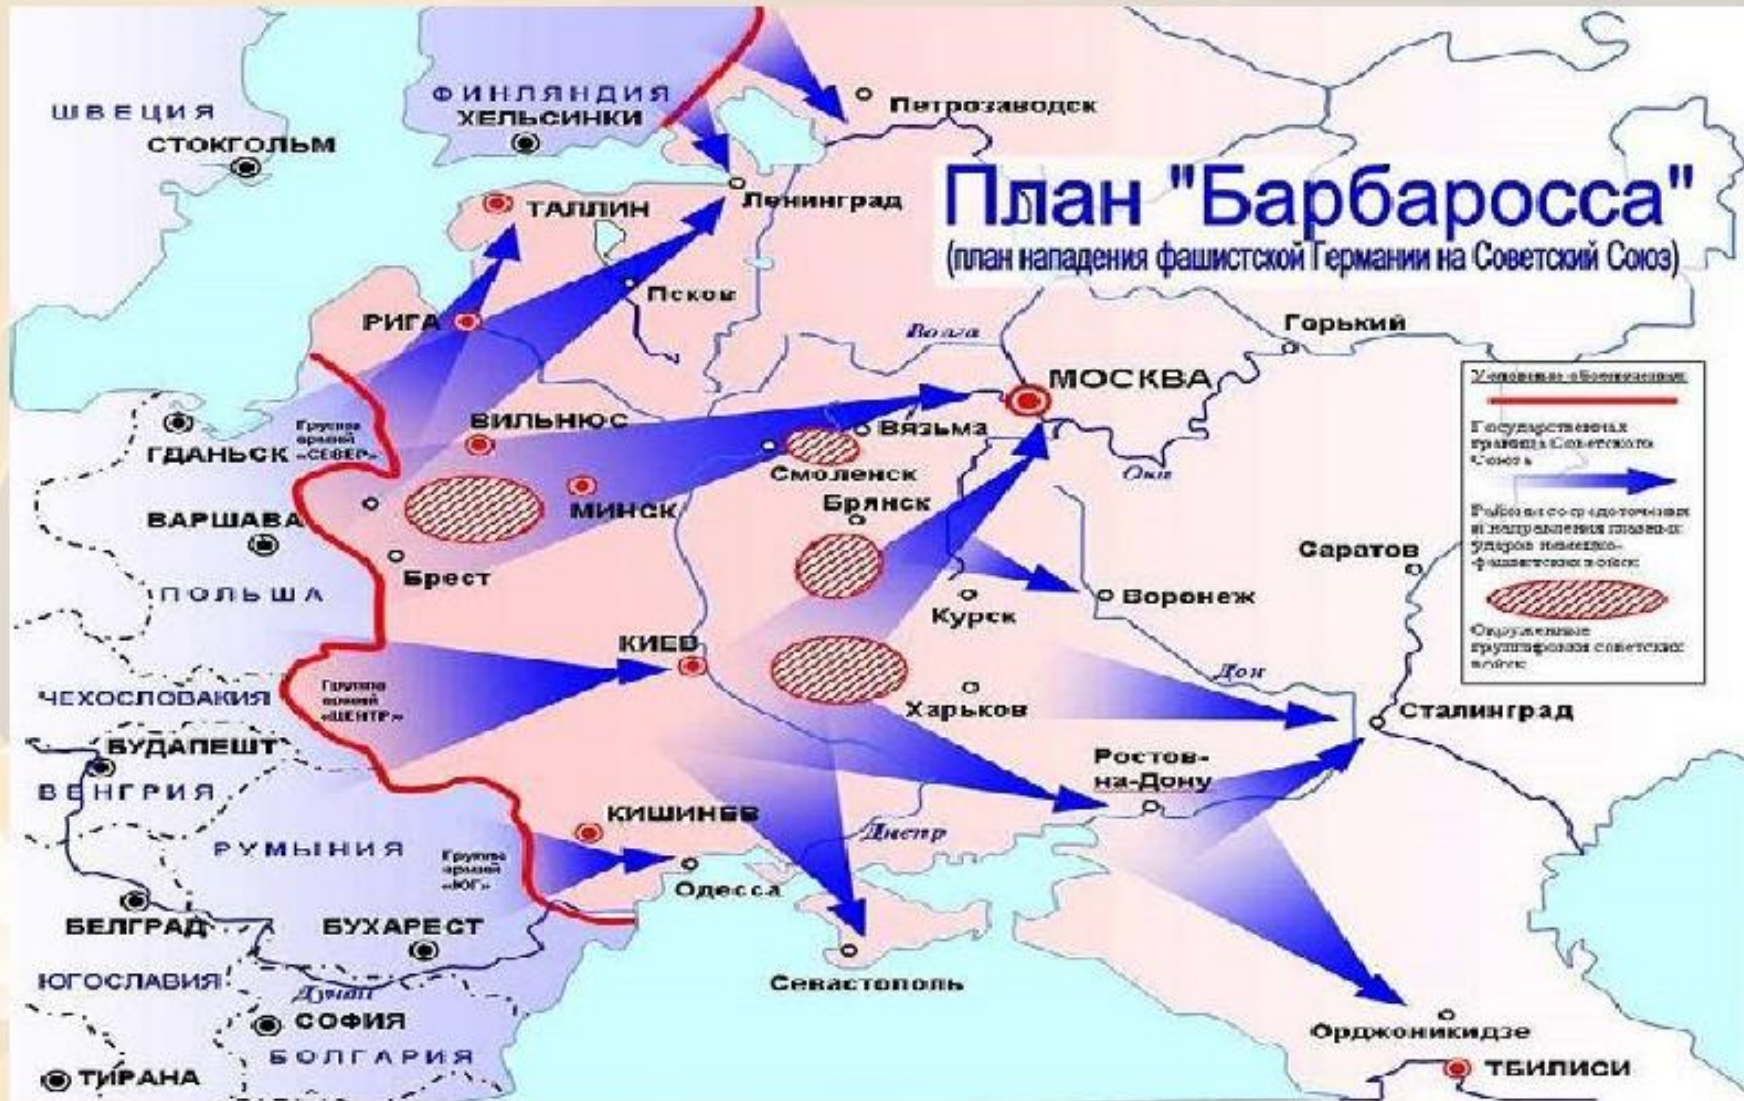 ШВЕЦИЯ
СТОКГОЛЬМ
ФИНЛЯНДИЯ
ХЕЛЬСИНКИ
Петрозаводск
План "Барбаросса"
(план нападения фашистской Германии на Советский Союз)
ТАЛЛИН
Ленинград
Псков
РИГА
Волга
Горький
МОСКВА
ВИЛЬНЮС
Вязьма
ГДАНЬСК
Группа
армий
«СЕВЕР»
Смоленск
Ока
МИНСК
Брянск
ВАРШАВА
Брест
ПОЛЬША
Саратов
Курск
Воронеж
КИЕВ
Дон
ЧЕХОСЛОВАКИЯ
Группа
армий
«ЦЕНТР»
Харьков
Сталинград
БУДАПЕШТ
ВЕНГРИЯ
Ростов-
на-Дону
КИШИНЕВ
Днепр
РУМЫНИЯ
Группа
армий
«ЮГ»
Одесса
БЕЛГРАД
БУХАРЕСТ
Севастополь
ЮГОСЛАВИЯ
Дунай
СОФИЯ
БОЛГАРИЯ
ТИРАНА
Орджоникидзе
ТБИЛИСИ
Условные обозначения
Государственная
граница Советского
Союза
Районы сосредоточения
и направления главных
ударов немецко-
фашистских войск
Окруженные
группировки советских
войск